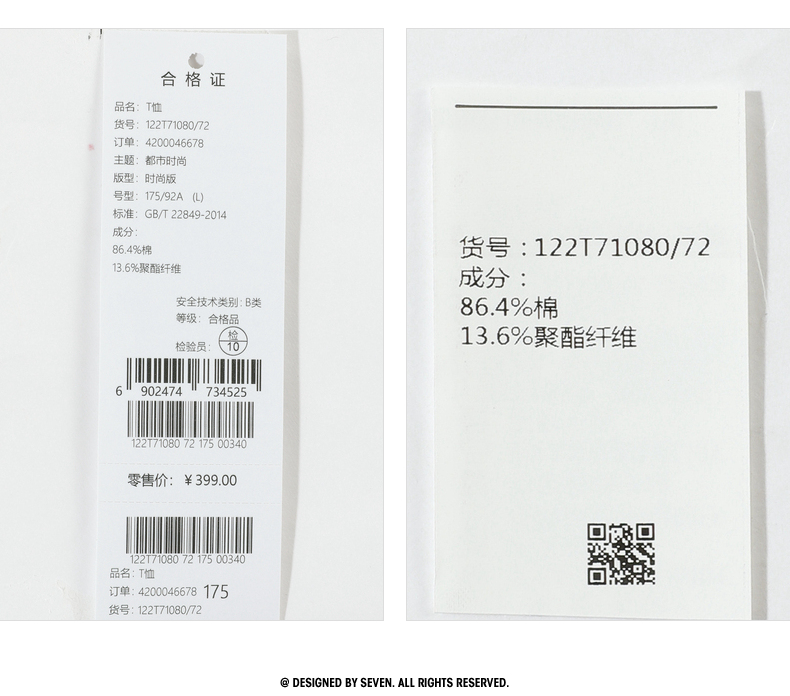 合格证
品名：T恤
货号：122T71080/72
订单：4200046678
主题：都市时尚
版型：时尚版
号型：175/92A （L）
标准：GB/T 22849-2014
成分：
86.4%棉
13.6%聚酯纤维
安全技术类别：B类
等级：合格品
检验员：检10
6 902474 734525
122T71080 72 175 00340
零售价：￥399.00
122T71080 72 175 00340
品名：T恤
订单：4200046678 175
货号：122T71080/72
货号：122T71080/72
成分：
86.4%棉
13.6%聚酯纤维
@ DESIGNED BY SEVEN. ALL RIGHTS RESERVED.